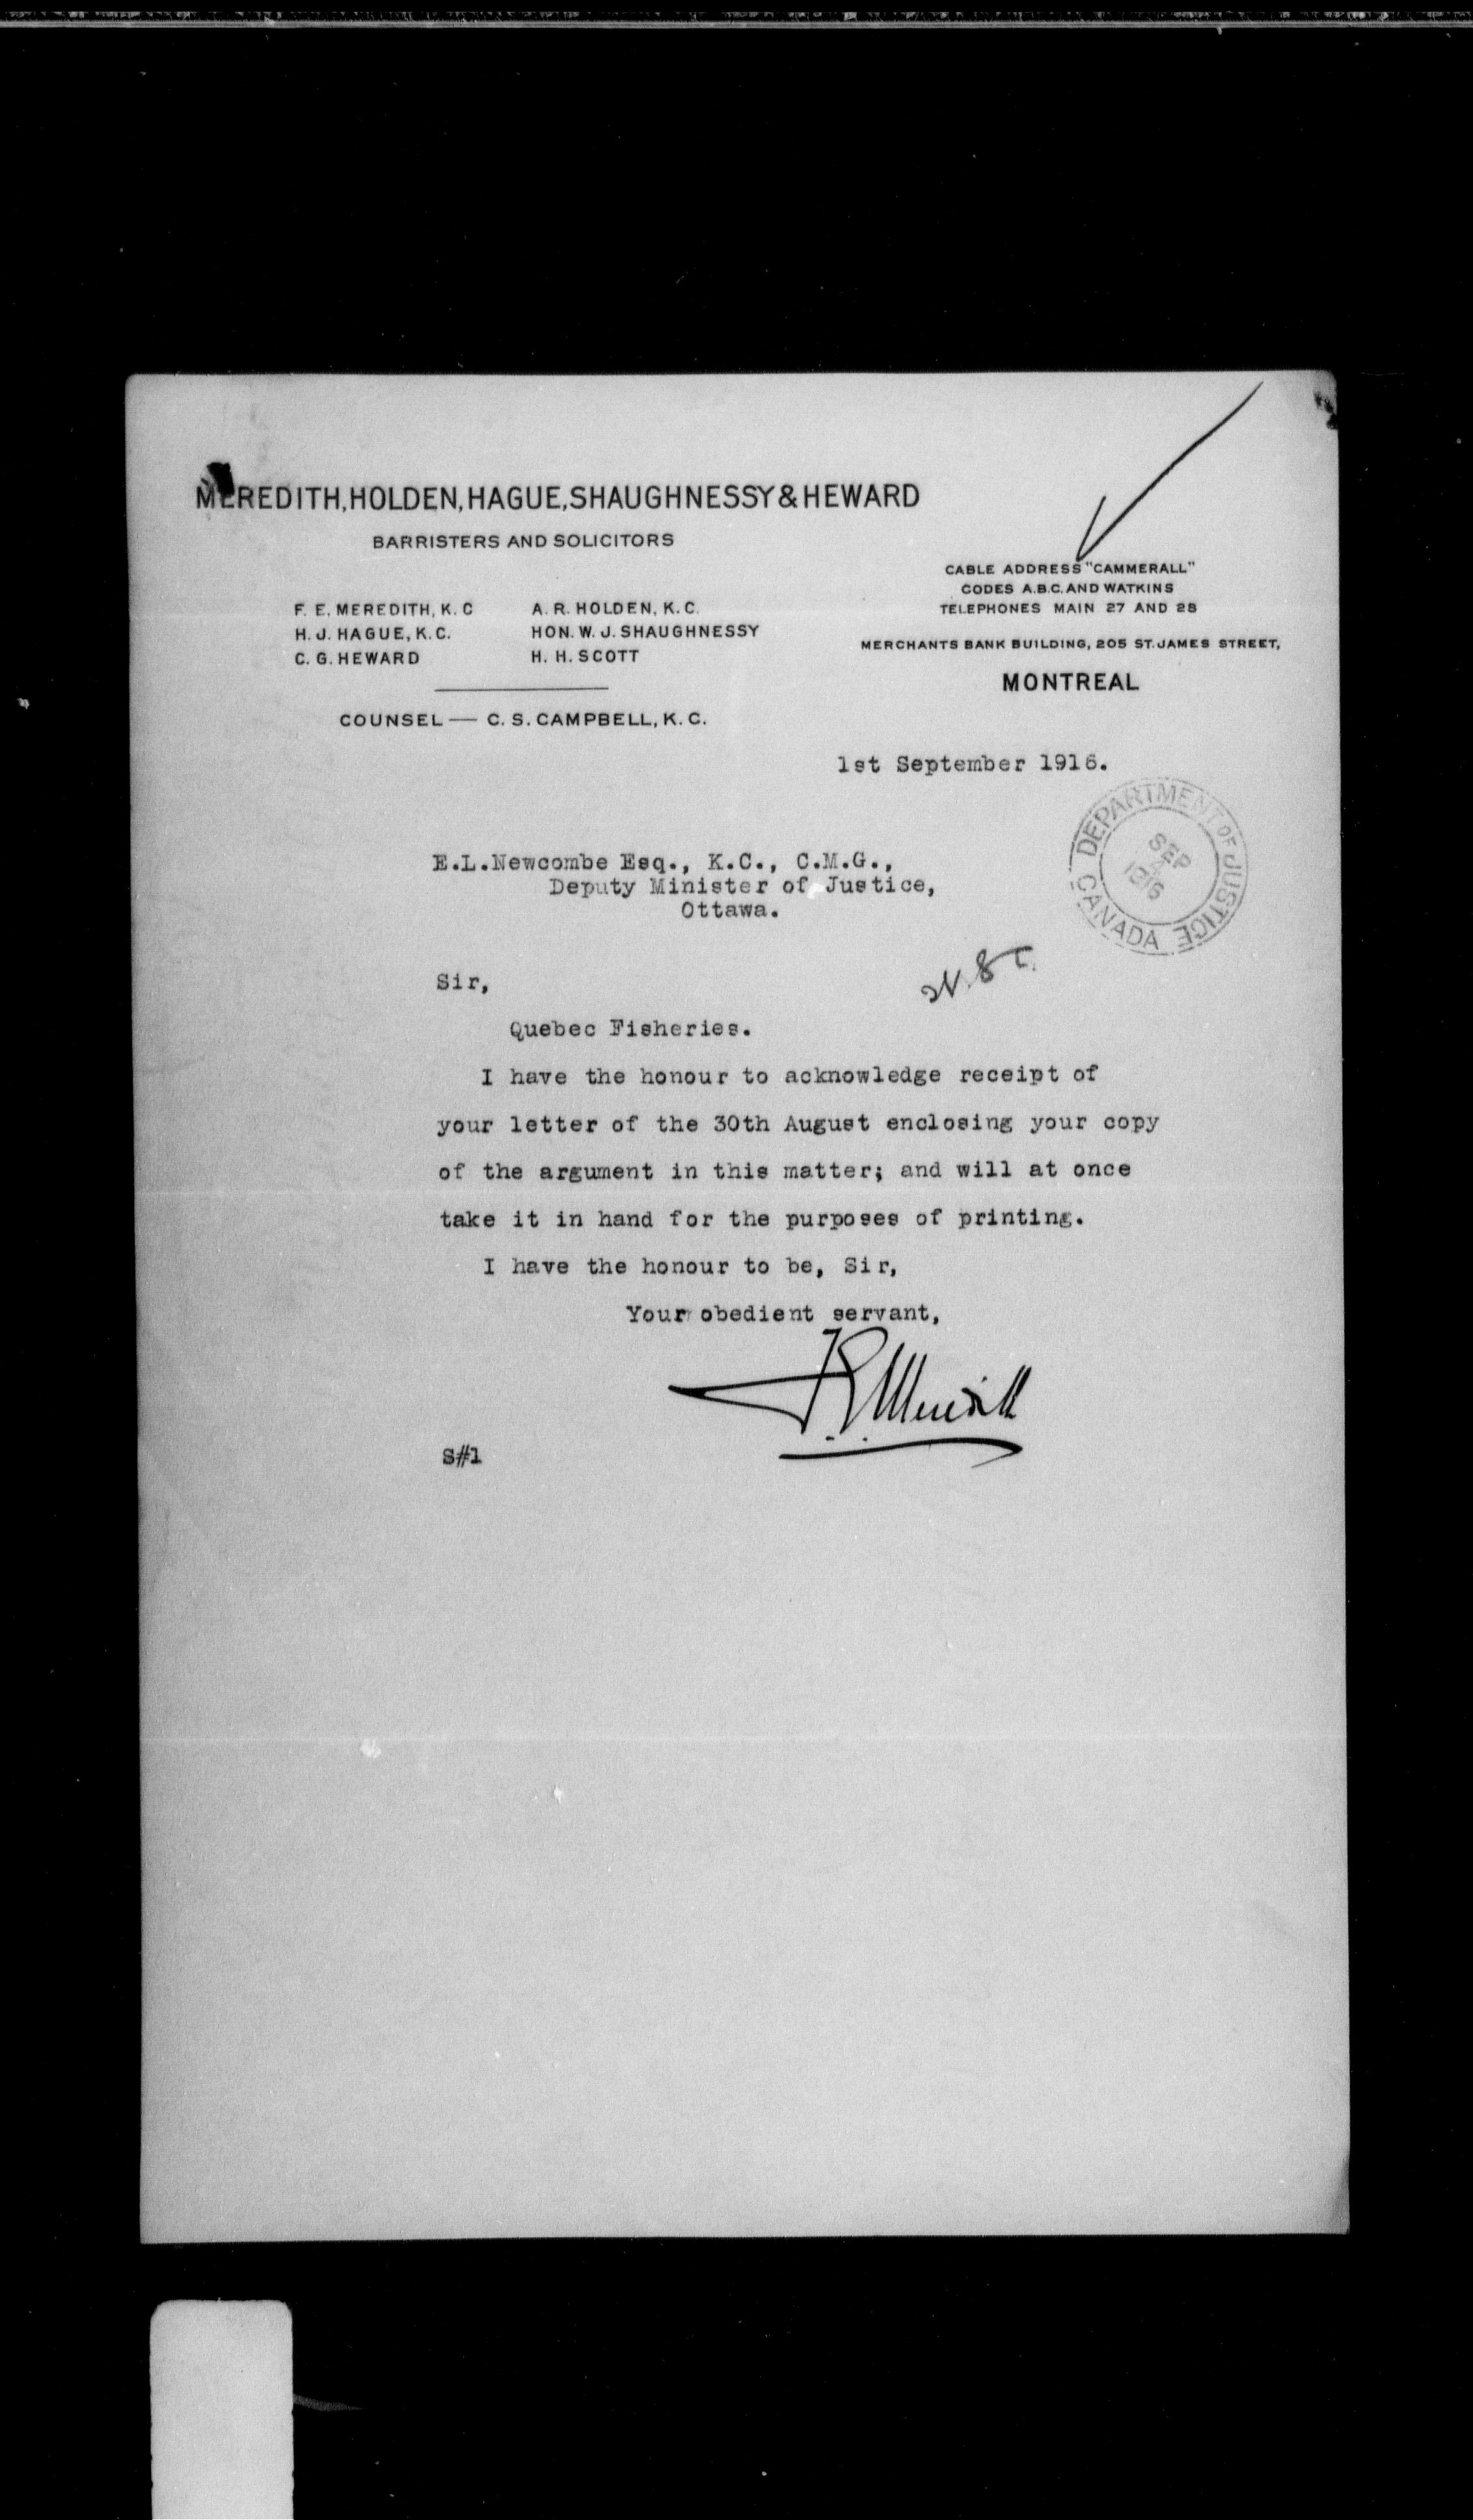 MEREDITH, HOLDEN, HAGUE, SHAUGHNESSY & HEWARD
BARRISTERS AND SOLICITORS
CABLE ADDRESS "CAMMERALL"
CODES A.B.C. AND WATKINS
TELEPHONES MAIN 27 AND 28
MERCHANTS BANK BUILDING, 205 ST. JAMES STREET,
MONTREAL
F. E. MEREDITH, K. C   A. R. HOLDEN, K. C.
H. J. HAGUE, K. C.   HON. W. J. SHAUGHNESSY
C. G. HEWARD   H. H. SCOTT
COUNSEL — C. S. CAMPBELL, K. C.
1st September 1916.
DEPARTMENT OF JUSTICE
SEP
1916
CANADA
E.L.Newcombe Esq., K.C., C.M.G.,
Deputy Minister of Justice,
Ottawa.
Sir,
Quebec Fisheries.
I have the honour to acknowledge receipt of
your letter of the 30th August enclosing your copy
of the argument in this matter; and will at once
take it in hand for the purposes of printing.
I have the honour to be, Sir,
Your obedient servant,
S#1